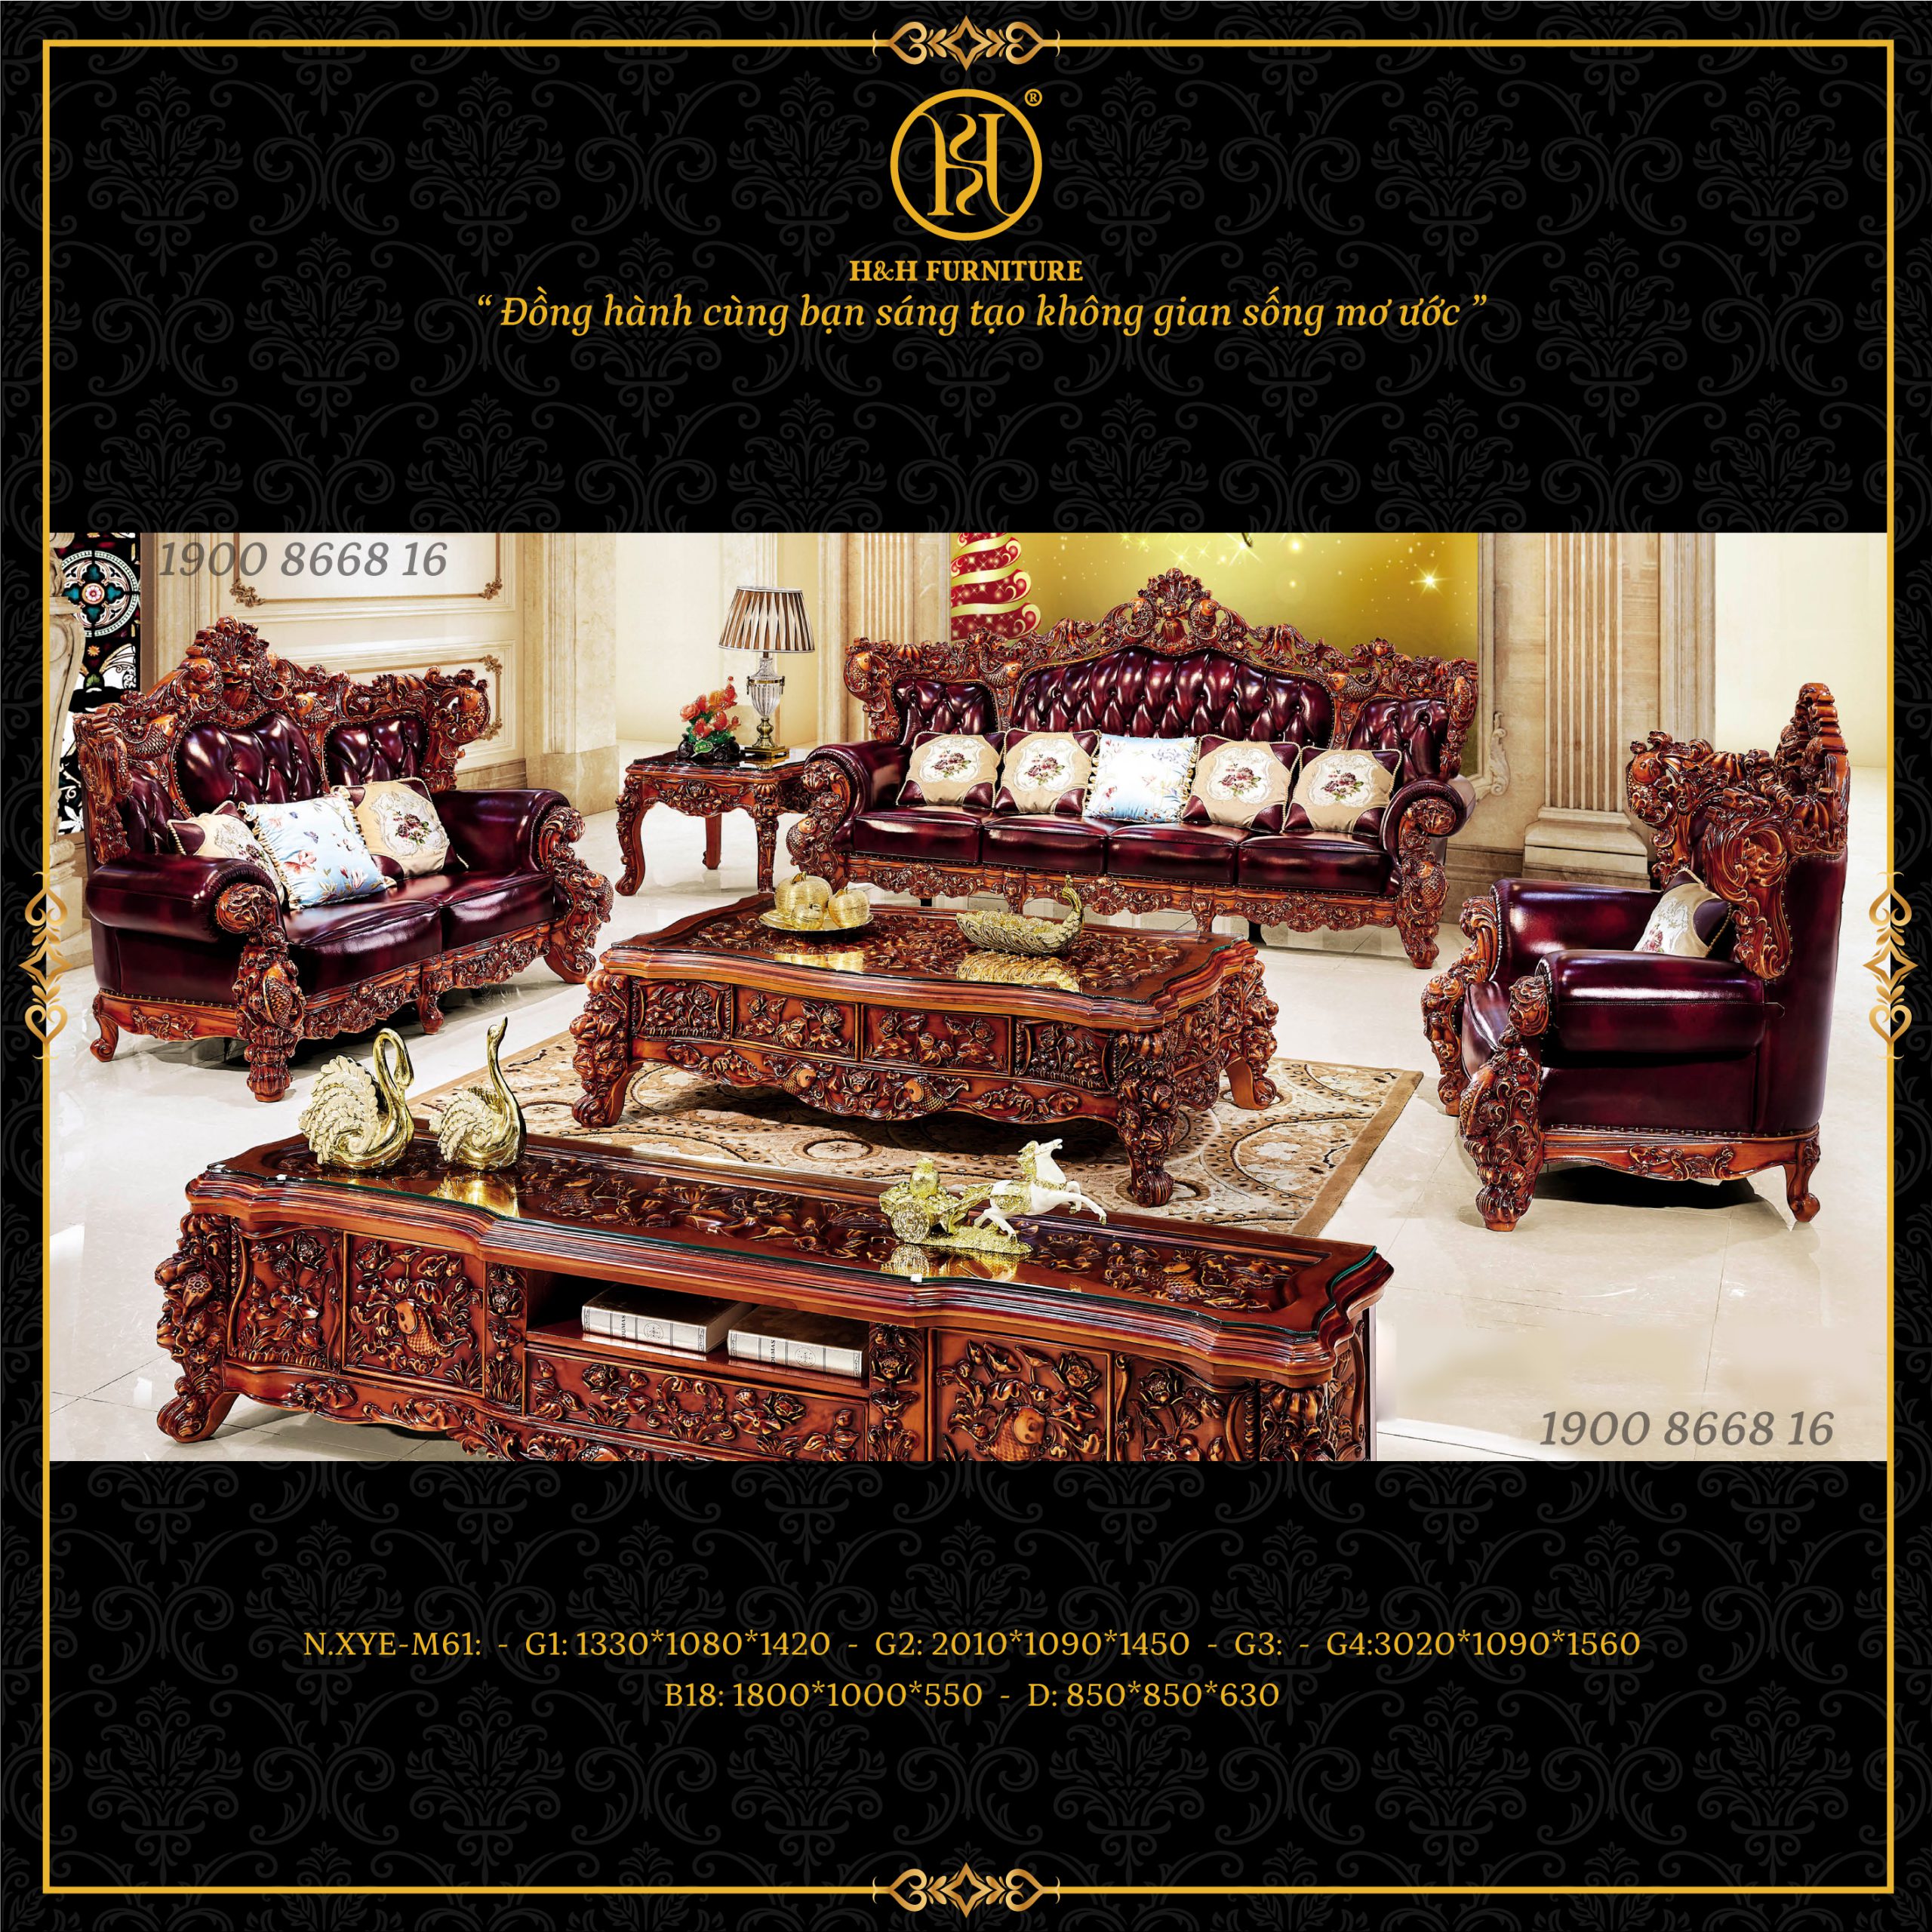 ®
H&H FURNITURE
“ Đồng hành cùng bạn sáng tạo không gian sống mơ ước ”
1900 8668 16
1900 8668 16
N.XYE-M61: - G1: 1330*1080*1420 - G2: 2010*1090*1450 - G3: - G4:3020*1090*1560
B18: 1800*1000*550 - D: 850*850*630